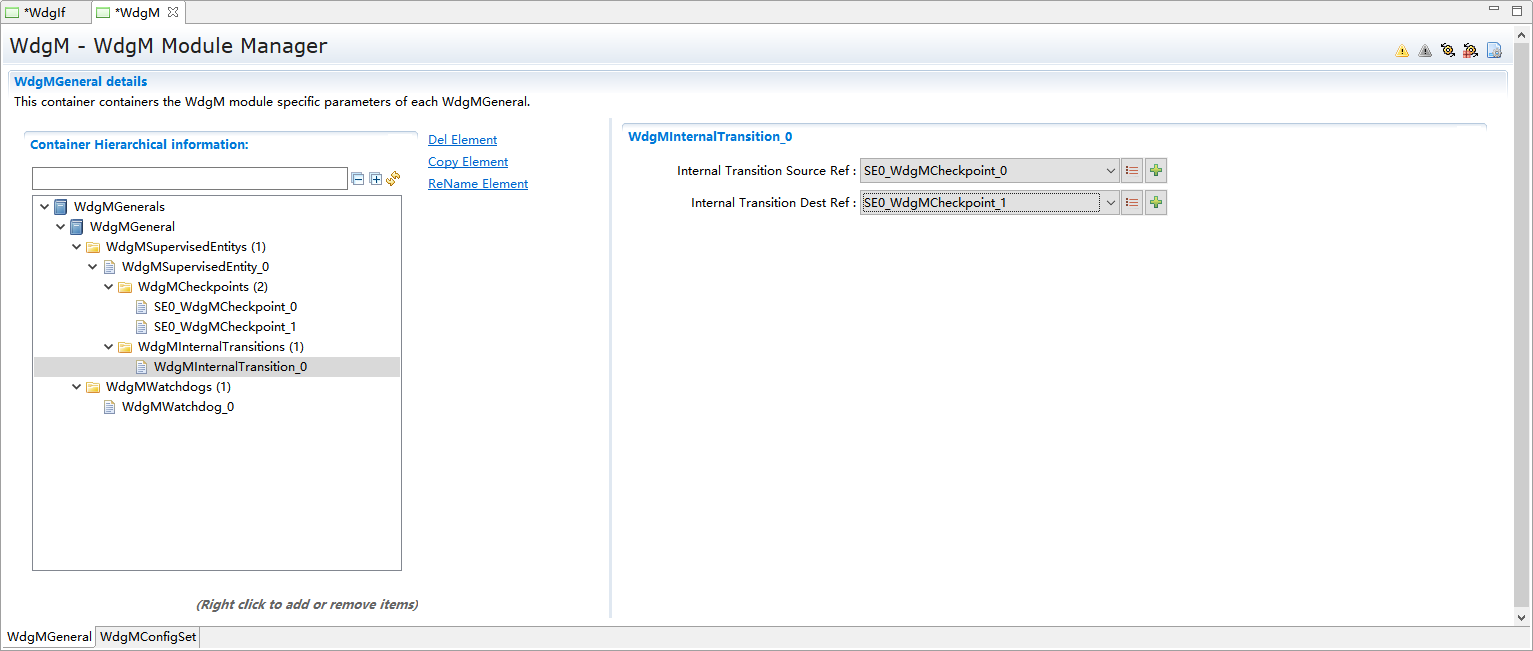 *WdgIf
*WdgM
WdgM - WdgM Module Manager
WdgMGeneral details
This container containers the WdgM module specific parameters of each WdgMGeneral.
Container Hierarchical information:
Del Element
Copy Element
ReName Element
WdgMGenerals
WdgMGeneral
WdgMSupervisedEntitys (1)
WdgMSupervisedEntity_0
WdgMCheckpoints (2)
SE0_WdgMCheckpoint_0
SE0_WdgMCheckpoint_1
WdgMInternalTransitions (1)
WdgMInternalTransition_0
WdgMWatchdogs (1)
WdgMWatchdog_0
(Right click to add or remove items)
WdgMInternalTransition_0
Internal Transition Source Ref : SE0_WdgMCheckpoint_0
Internal Transition Dest Ref : SE0_WdgMCheckpoint_1
WdgMGeneral
WdgMConfigSet